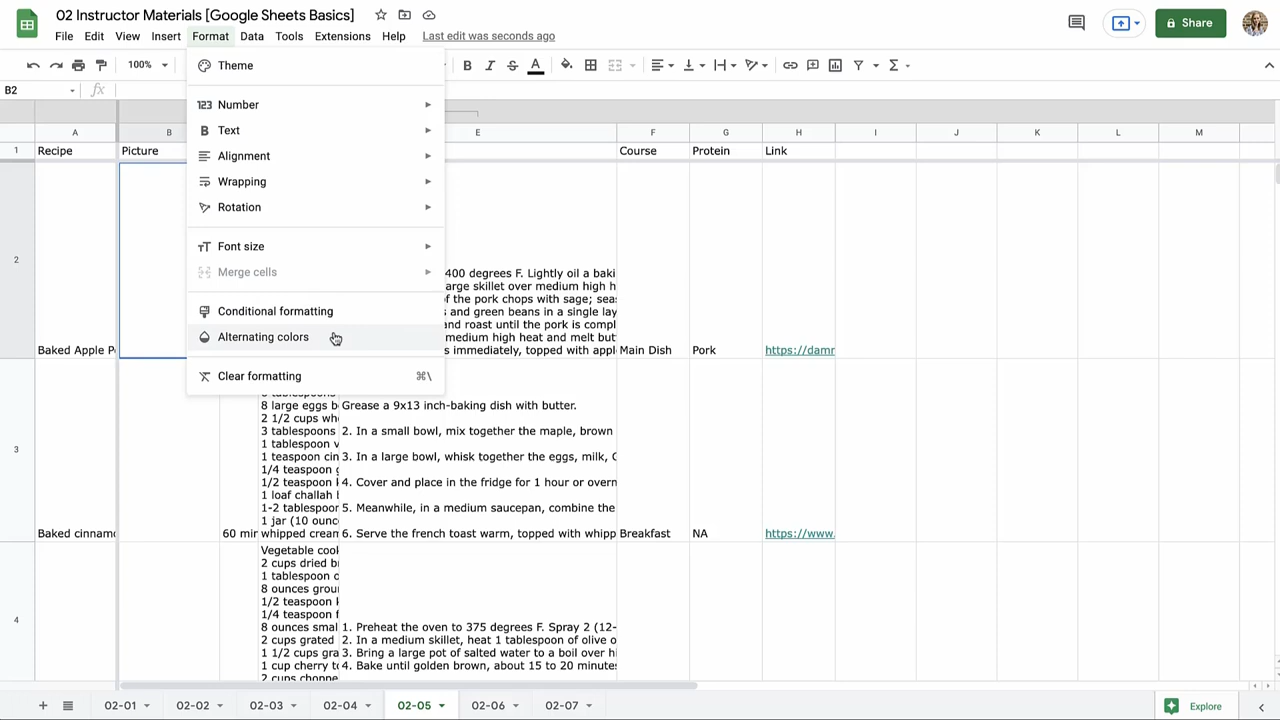 02 Instructor Materials [Google Sheets Basics]
Share
File Edit View Insert Format Data Tools Extensions Help Last edit was seconds ago
100% B I S A
B2 fx
Theme
123 Number
B Text
Alignment
Wrapping
Rotation
Font size
Merge cells
Conditional formatting
Alternating colors
Clear formatting ⌘\
A B E F G H I J K L M
1 Recipe Picture Course Protein Link
2
400 degrees F. Lightly oil a baki
arge skillet over medium high h
f the pork chops with sage; sea
s and green beans in a single lay
and roast until the pork is compl
medium high heat and melt but
Baked Apple P s immediately, topped with appl Main Dish Pork https://damr
3
8 large eggs b Grease a 9x13 inch-baking dish with butter.
2 1/2 cups wh
3 tablespoons 2. In a small bowl, mix together the maple, brown
1 tablespoon v
1 teaspoon cin 3. In a large bowl, whisk together the eggs, milk, C
1/4 teaspoon g
1/2 tablespoon 4. Cover and place in the fridge for 1 hour or overn
1 loaf challah b
1-2 tablespoon 5. Meanwhile, in a medium saucepan, combine the
1 jar (10 ounc
Baked cinnamo 60 min whipped cream 6. Serve the french toast warm, topped with whipp Breakfast NA https://www.
4
Vegetable cook
2 cups dried br
1 tablespoon o
8 ounces groun
1/2 teaspoon k
1/4 teaspoon f
8 ounces smal 1. Preheat the oven to 375 degrees F. Spray 2 (12-
2 cups grated 2. In a medium skillet, heat 1 tablespoon of olive o
1 1/2 cups gra 3. Bring a large pot of salted water to a boil over hi
1 cup cherry to 4. Bake until golden brown, about 15 to 20 minutes
2 cups choppe
02-01 02-02 02-03 02-04 02-05 02-06 02-07 Explore